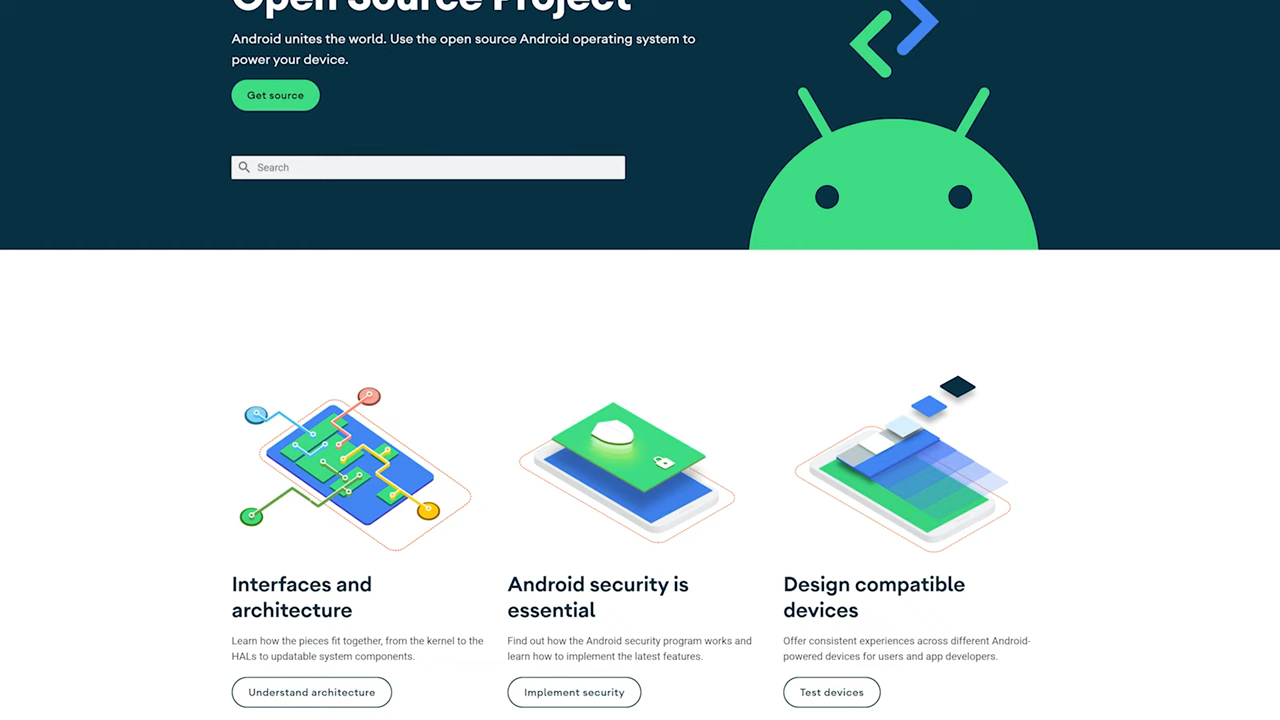 Open Source Project
Android unites the world. Use the open source Android operating system to
power your device.
Get source
Search
Interfaces and
architecture
Learn how the pieces fit together, from the kernel to the
HALs to updatable system components.
Understand architecture
Android security is
essential
Find out how the Android security program works and
learn how to implement the latest features.
Implement security
Design compatible
devices
Offer consistent experiences across different Android-
powered devices for users and app developers.
Test devices